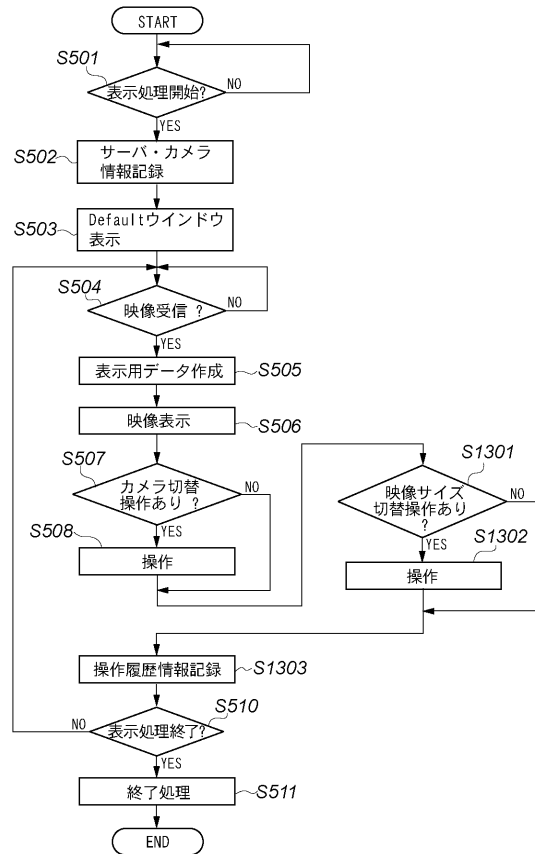 START
S501
表示処理開始?
NO
YES
S502
サーバ・カメラ
情報記録
S503
Defaultウインドウ
表示
S504
映像受信 ?
NO
YES
表示用データ作成
S505
映像表示
S506
S507
カメラ切替
操作あり ?
NO
YES
S508
操作
S1301
映像サイズ
切替操作あり
?
NO
YES
S1302
操作
操作履歴情報記録
S1303
S510
表示処理終了?
NO
YES
終了処理
S511
END